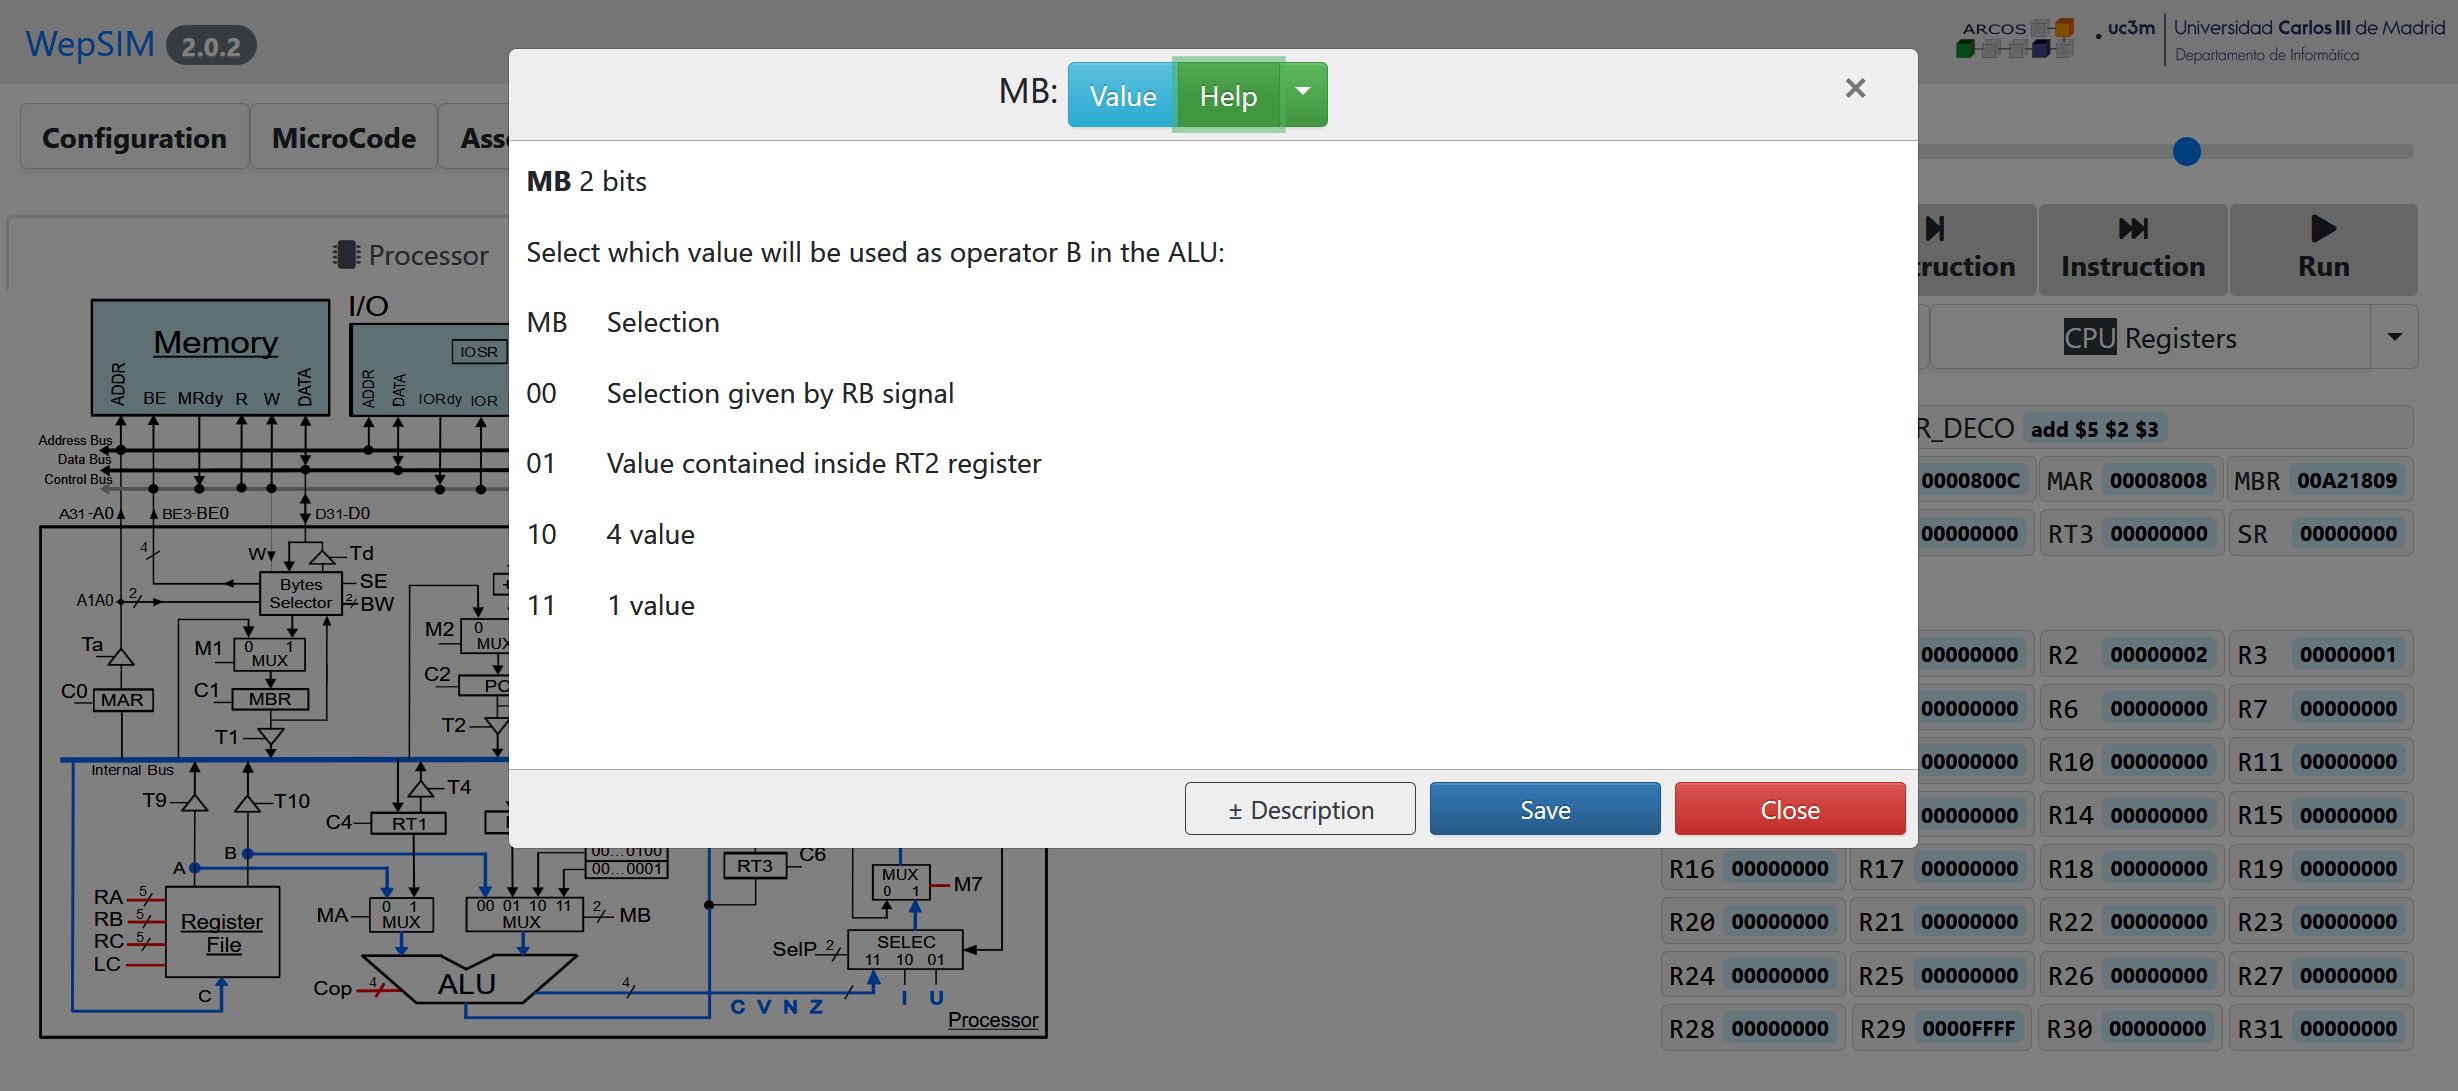 WepSIM 2.0.2
ARCOS
uc3m Universidad Carlos III de Madrid
Departamento de Informática
MB: Value Help ×
Configuration MicroCode
Processor
MB 2 bits
Select which value will be used as operator B in the ALU:
MB Selection
00 Selection given by RB signal
01 Value contained inside RT2 register
10 4 value
11 1 value
± Description Save Close
Instruction Run
CPU Registers
add $5 $2 $3
0000800C MAR 00008008 MBR 00A21809
00000000 RT3 00000000 SR 00000000
00000000 R2 00000002 R3 00000001
00000000 R6 00000000 R7 00000000
00000000 R10 00000000 R11 00000000
00000000 R14 00000000 R15 00000000
R16 00000000 R17 00000000 R18 00000000 R19 00000000
R20 00000000 R21 00000000 R22 00000000 R23 00000000
R24 00000000 R25 00000000 R26 00000000 R27 00000000
R28 00000000 R29 0000FFFF R30 00000000 R31 00000000
I/O
Memory
IOSR
ADDR BE MRdy R W DATA
ADDR DATA IORdy IOR
Address Bus
Data Bus
Control Bus
A31-A0 BE3-BE0 D31-D0
4 W Td
Bytes
Selector
SE
BW
2
A1A0 2
Ta
M1 0 1
MUX
M2 0
C0 MAR
C1 MBR
C2
T1
T2
Internal Bus
T9 T10 T4
C4 RT1
B
A
00...0100
00...0001
RT3 C6
MUX
0 1
M7
RA 5
RB 5
RC 5
LC
Register
File
C
MA 0 1
MUX
00 01 10 11
MUX
2 MB
SelP 2
SELEC
11 10 01
Cop 4
ALU
4
C V N Z I U
Processor